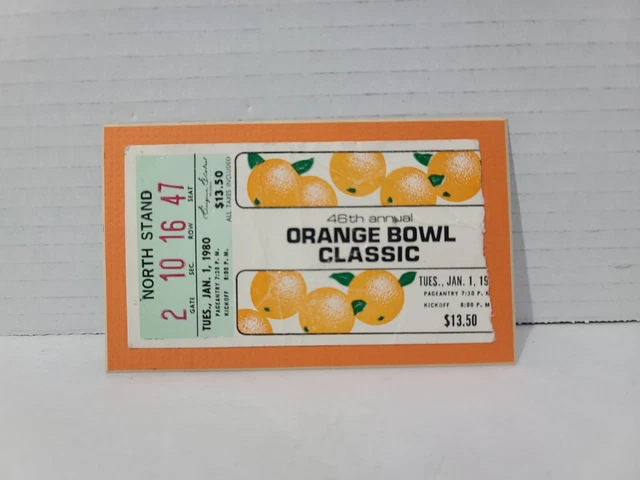 NORTH STAND
2 10 16 47
GATE SEC. ROW SEAT
TUES., JAN. 1, 1980
PAGEANTRY 7:30 P. M.
KICKOFF 8:00 P. M.
$13.50
ALL TAXES INCLUDED
46th annual
ORANGE BOWL
CLASSIC
TUES., JAN. 1, 19
PAGEANTRY 7:30 P.
KICKOFF 8:00 P. M
$13.50